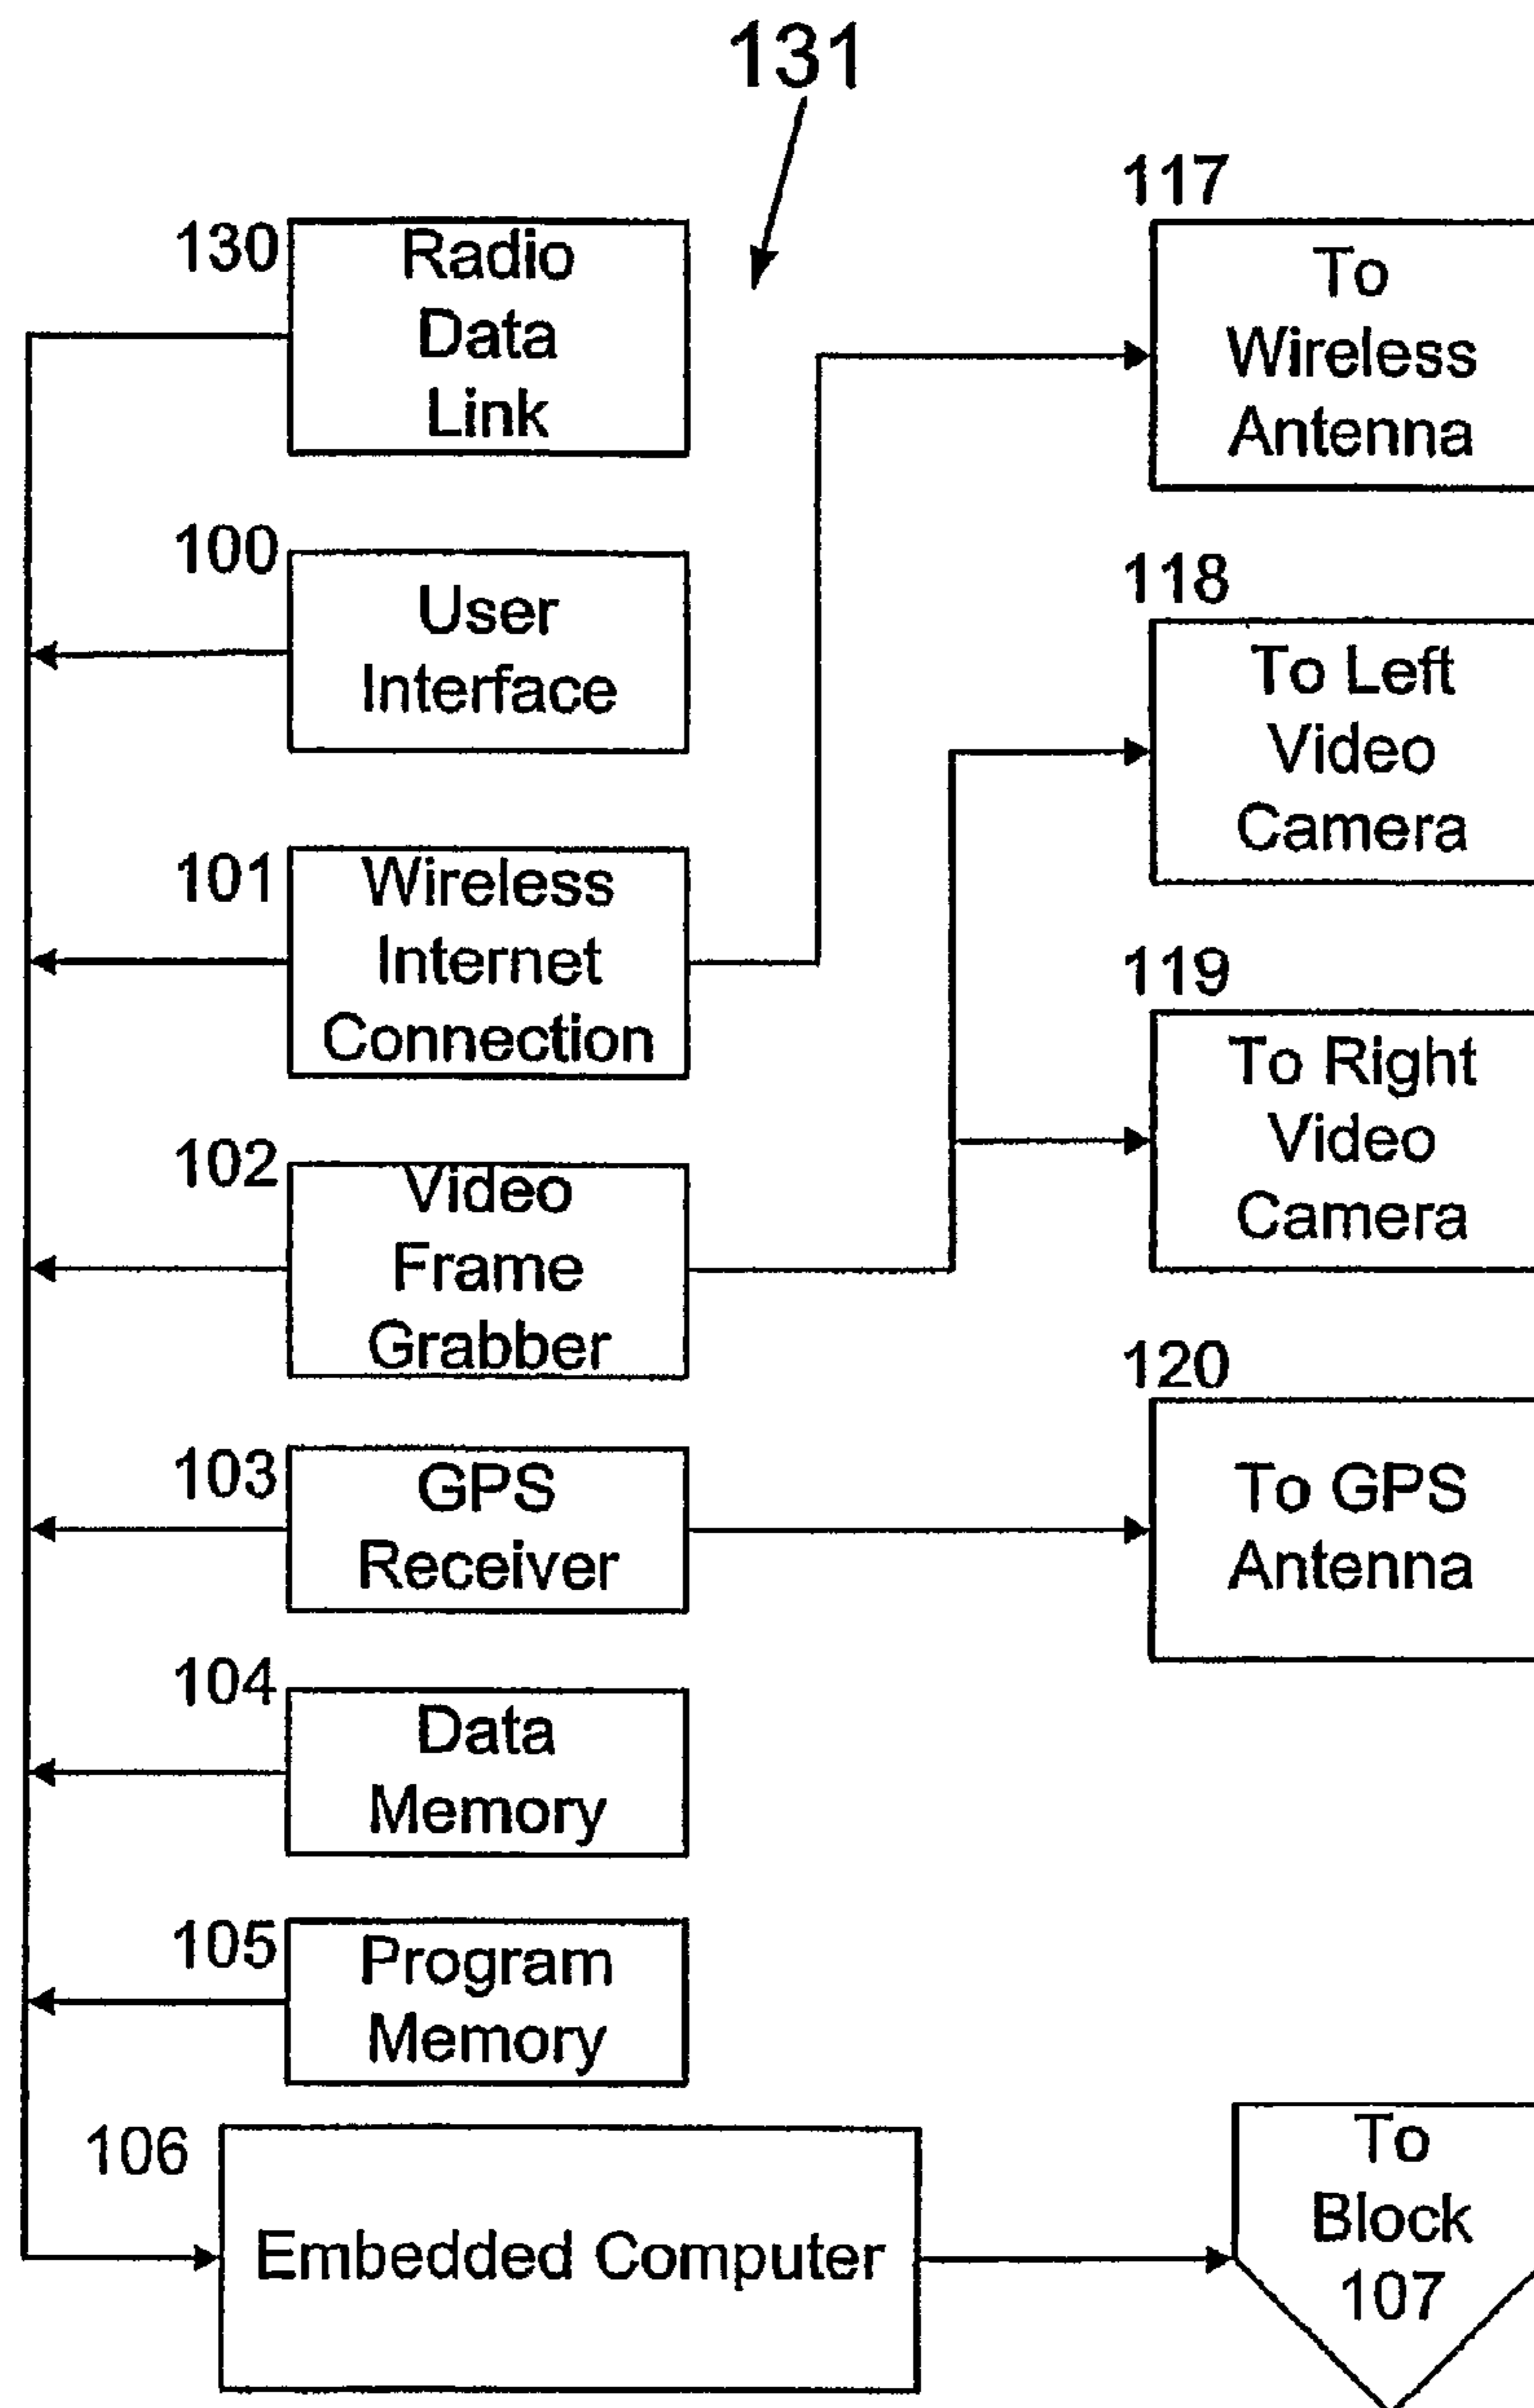 131
130
Radio
Data
Link
100
User
Interface
101
Wireless
Internet
Connection
102
Video
Frame
Grabber
103
GPS
Receiver
104
Data
Memory
105
Program
Memory
106
Embedded Computer
117
To
Wireless
Antenna
118
To Left
Video
Camera
119
To Right
Video
Camera
120
To GPS
Antenna
To
Block
107